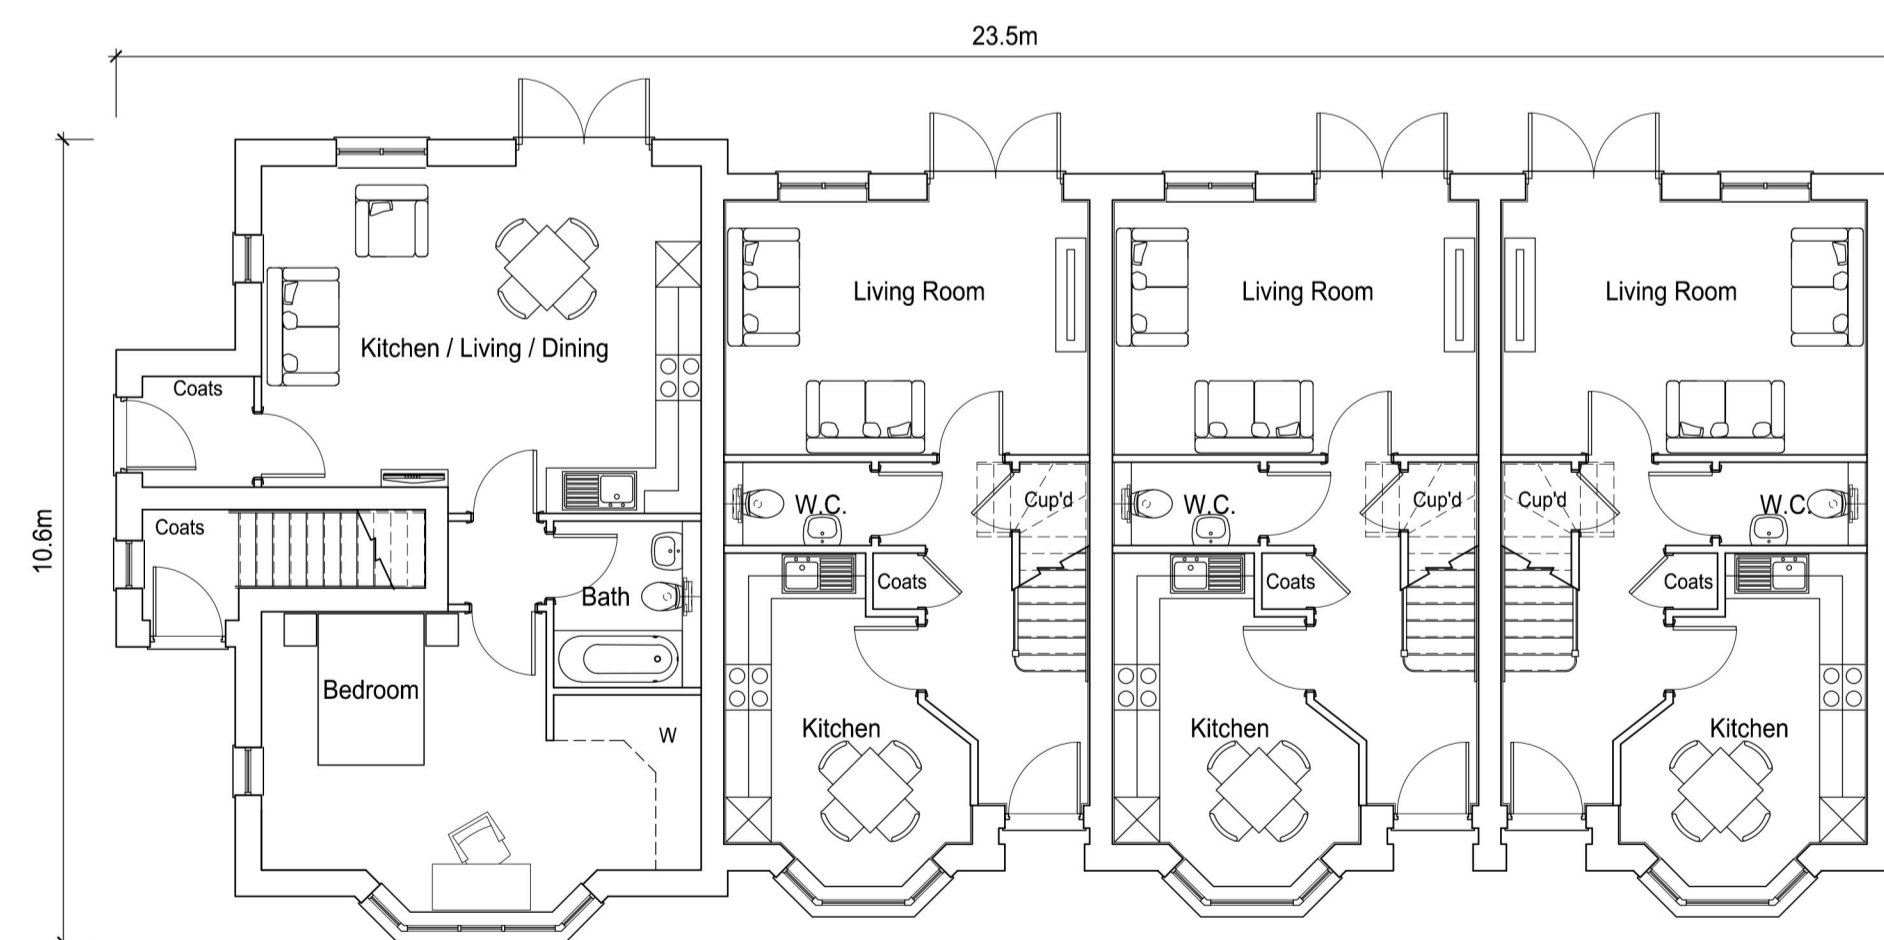 23.5m
10.6m
Living Room
Living Room
Living Room
Kitchen / Living / Dining
Coats
Coats
W.C.
Cup'd
W.C.
Cup'd
Cup'd
W.C.
Bath
Coats
Coats
Coats
Bedroom
W
Kitchen
Kitchen
Kitchen